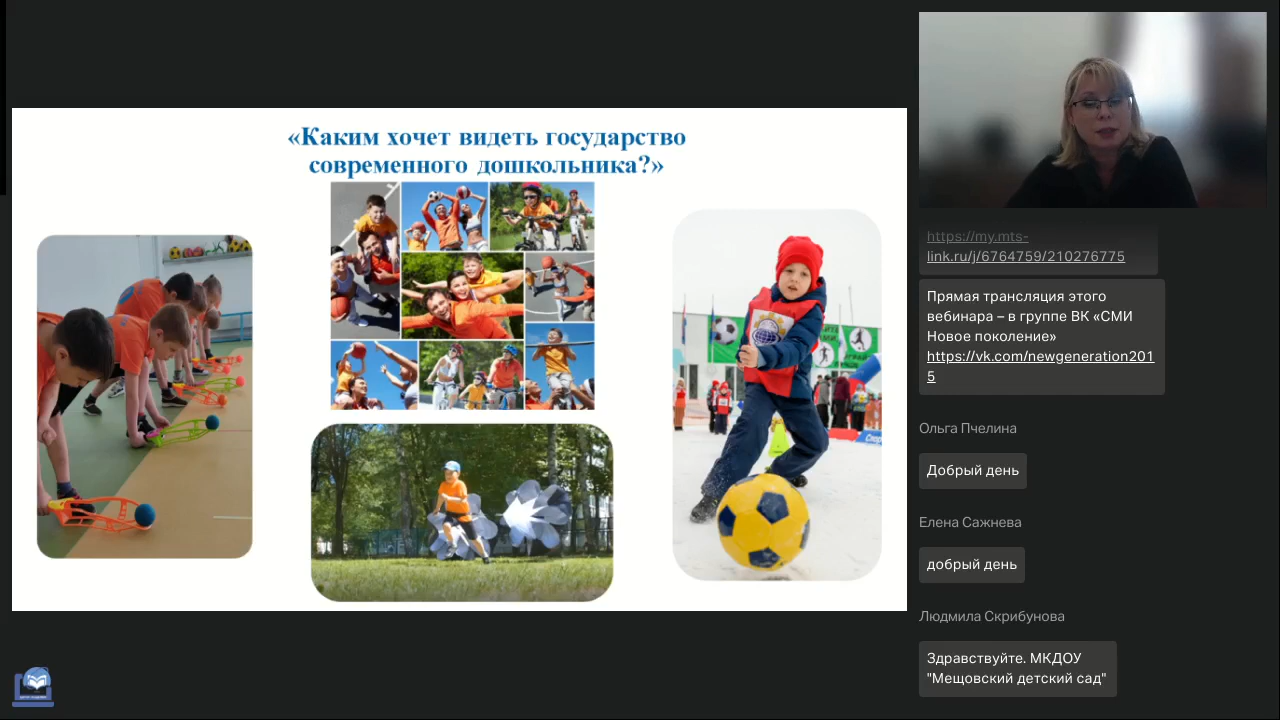 «Каким хочет видеть государство
современного дошкольника?»
https://my.mts-
link.ru/j/6764759/210276775
Прямая трансляция этого
вебинара – в группе ВК «СМИ
Новое поколение»
https://vk.com/newgeneration201
5
Ольга Пчелина
Добрый день
Елена Сажнева
добрый день
Людмила Скрибунова
Здравствуйте. МКДОУ
"Мещовский детский сад"